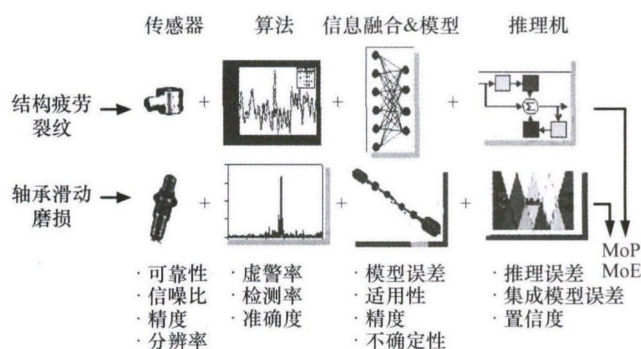 传感器 算法 信息融合&模型 推理机
结构疲劳
裂纹
+ + +
Σ
轴承滑动
磨损
+ + +
MoP
MoE
·可靠性
·信噪比
·精度
·分辨率
·虚警率
·检测率
·准确度
·模型误差
·适用性
·精度
·不确定性
·推理误差
·集成模型误差
·置信度